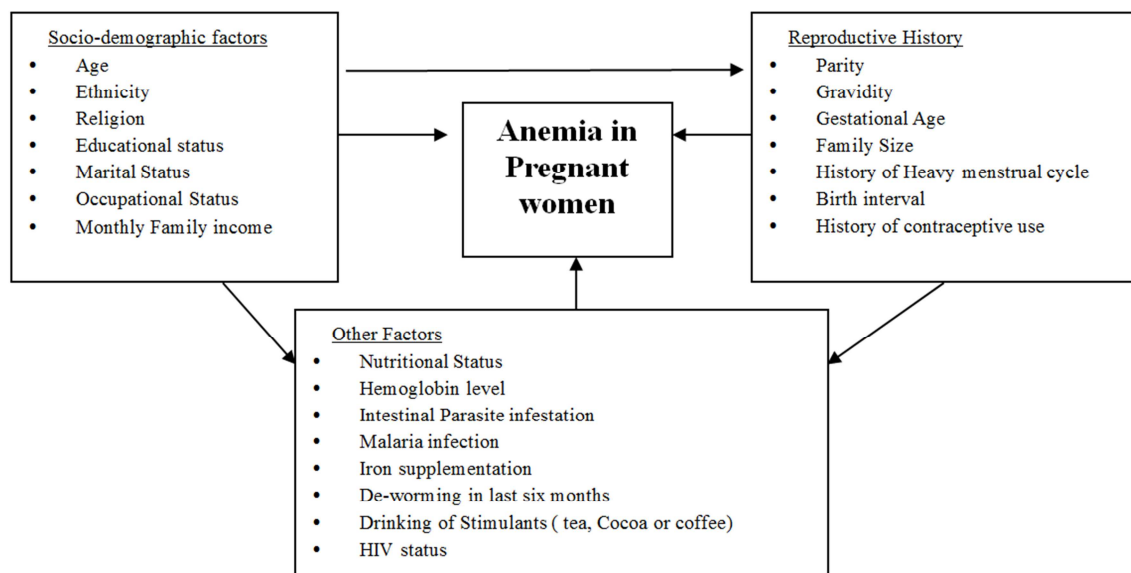 Socio-demographic factors
• Age
• Ethnicity
• Religion
• Educational status
• Marital Status
• Occupational Status
• Monthly Family income
Anemia in
Pregnant
women
Reproductive History
• Parity
• Gravidity
• Gestational Age
• Family Size
• History of Heavy menstrual cycle
• Birth interval
• History of contraceptive use
Other Factors
• Nutritional Status
• Hemoglobin level
• Intestinal Parasite infestation
• Malaria infection
• Iron supplementation
• De-worming in last six months
• Drinking of Stimulants ( tea, Cocoa or coffee)
• HIV status